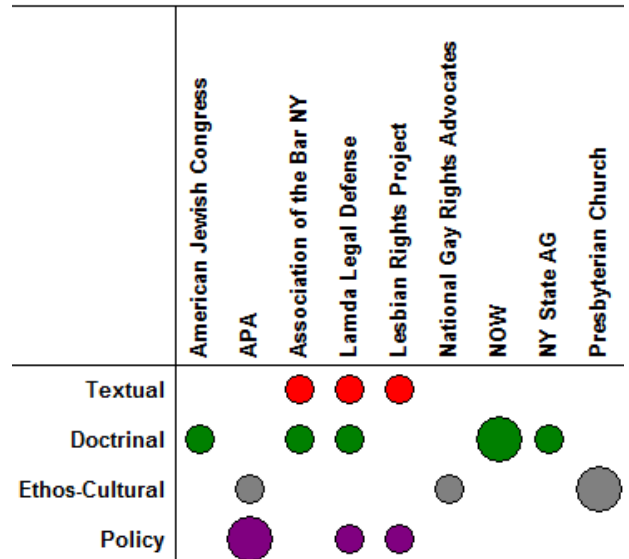 American Jewish Congress
APA
Association of the Bar NY
Lamda Legal Defense
Lesbian Rights Project
National Gay Rights Advocates
NOW
NY State AG
Presbyterian Church
Textual
Doctrinal
Ethos-Cultural
Policy